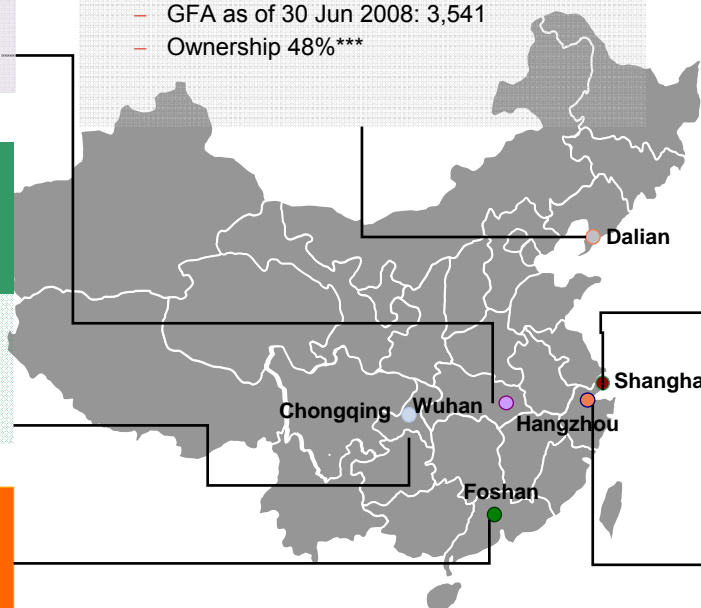 – GFA as of 30 Jun 2008: 3,541
– Ownership 48%***
Dalian
Shangha
Chongqing
Wuhan
Hangzhou
Foshan